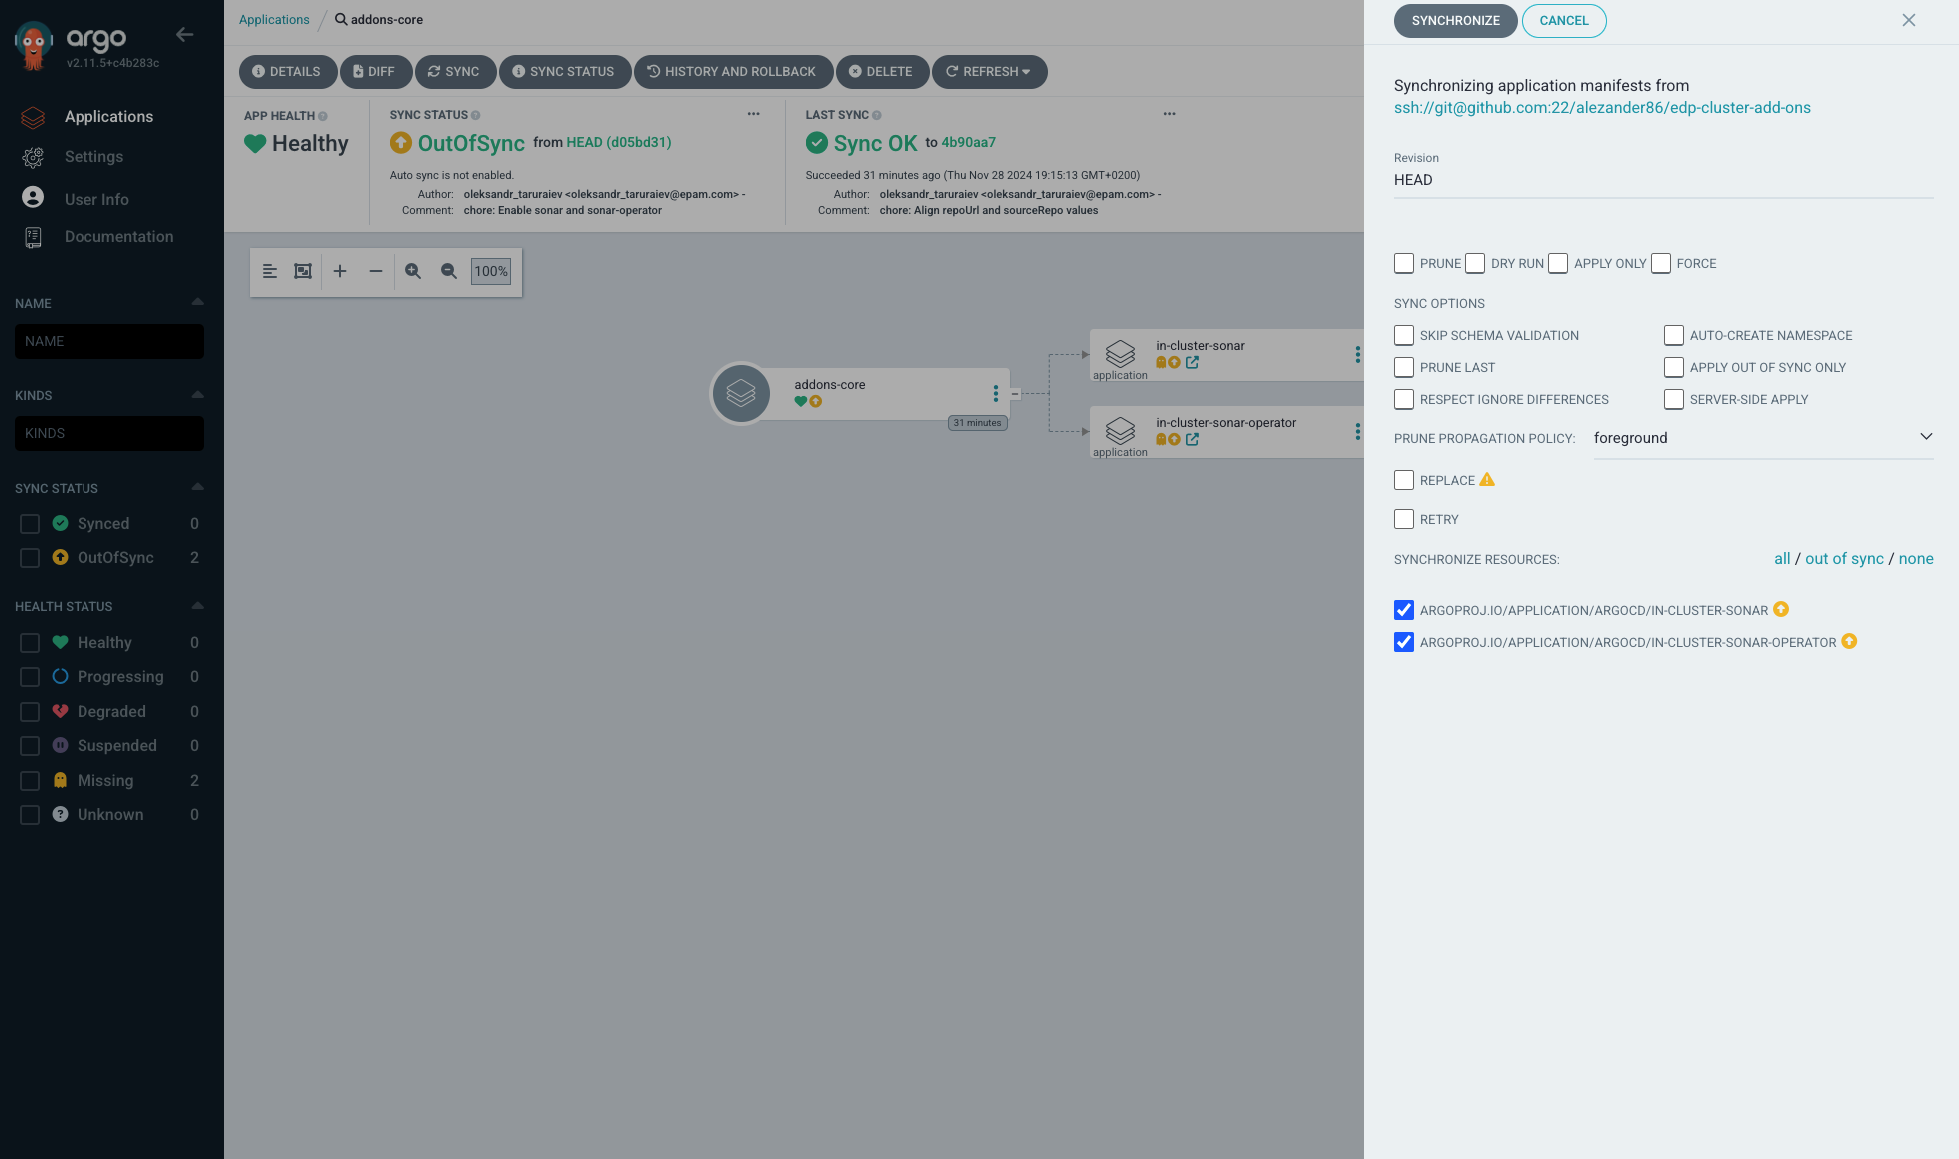 argo
v2.11.5+c4b283c
Applications
Settings
User Info
Documentation
NAME
NAME
KINDS
KINDS
SYNC STATUS
Synced 0
OutOfSync 2
HEALTH STATUS
Healthy 0
Progressing 0
Degraded 0
Suspended 0
Missing 2
Unknown 0
Applications / addons-core
DETAILS DIFF SYNC SYNC STATUS HISTORY AND ROLLBACK DELETE REFRESH
APP HEALTH
Healthy
SYNC STATUS
OutOfSync from HEAD (d05bd31)
Auto sync is not enabled.
Author: oleksandr_taruraiev <oleksandr_taruraiev@epam.com> -
Comment: chore: Enable sonar and sonar-operator
LAST SYNC
Sync OK to 4b90aa7
Succeeded 31 minutes ago (Thu Nov 28 2024 19:15:13 GMT+0200)
Author: oleksandr_taruraiev <oleksandr_taruraiev@epam.com> -
Comment: chore: Align repoUrl and sourceRepo values
100%
addons-core
31 minutes
in-cluster-sonar
application
in-cluster-sonar-operator
application
SYNCHRONIZE CANCEL
Synchronizing application manifests from
ssh://git@github.com:22/alezander86/edp-cluster-add-ons
Revision
HEAD
PRUNE DRY RUN APPLY ONLY FORCE
SYNC OPTIONS
SKIP SCHEMA VALIDATION AUTO-CREATE NAMESPACE
PRUNE LAST APPLY OUT OF SYNC ONLY
RESPECT IGNORE DIFFERENCES SERVER-SIDE APPLY
PRUNE PROPAGATION POLICY: foreground
REPLACE
RETRY
SYNCHRONIZE RESOURCES: all / out of sync / none
ARGOPROJ.IO/APPLICATION/ARGOCD/IN-CLUSTER-SONAR
ARGOPROJ.IO/APPLICATION/ARGOCD/IN-CLUSTER-SONAR-OPERATOR